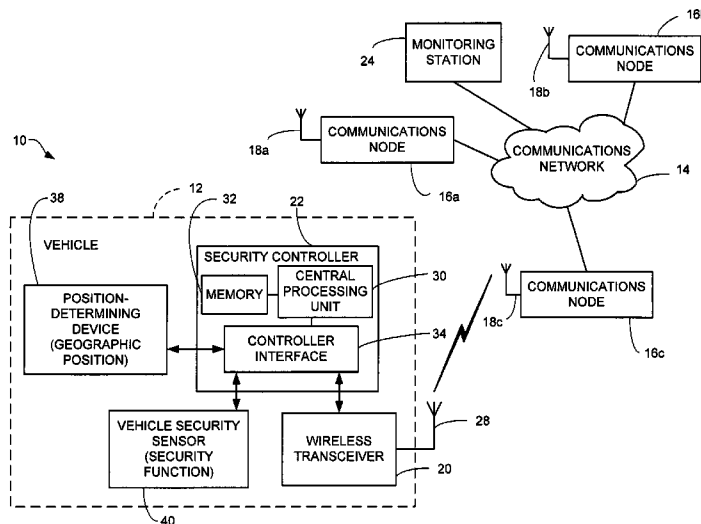 MONITORING
STATION
24
COMMUNICATIONS
NODE
18b
18a
COMMUNICATIONS
NODE
16a
COMMUNICATIONS
NETWORK
14
10
38
12
32
22
VEHICLE
SECURITY CONTROLLER
MEMORY
CENTRAL
PROCESSING
UNIT
30
POSITION-
DETERMINING
DEVICE
(GEOGRAPHIC
POSITION)
CONTROLLER
INTERFACE
34
COMMUNICATIONS
NODE
18c
16c
VEHICLE SECURITY
SENSOR
(SECURITY
FUNCTION)
40
WIRELESS
TRANSCEIVER
28
20